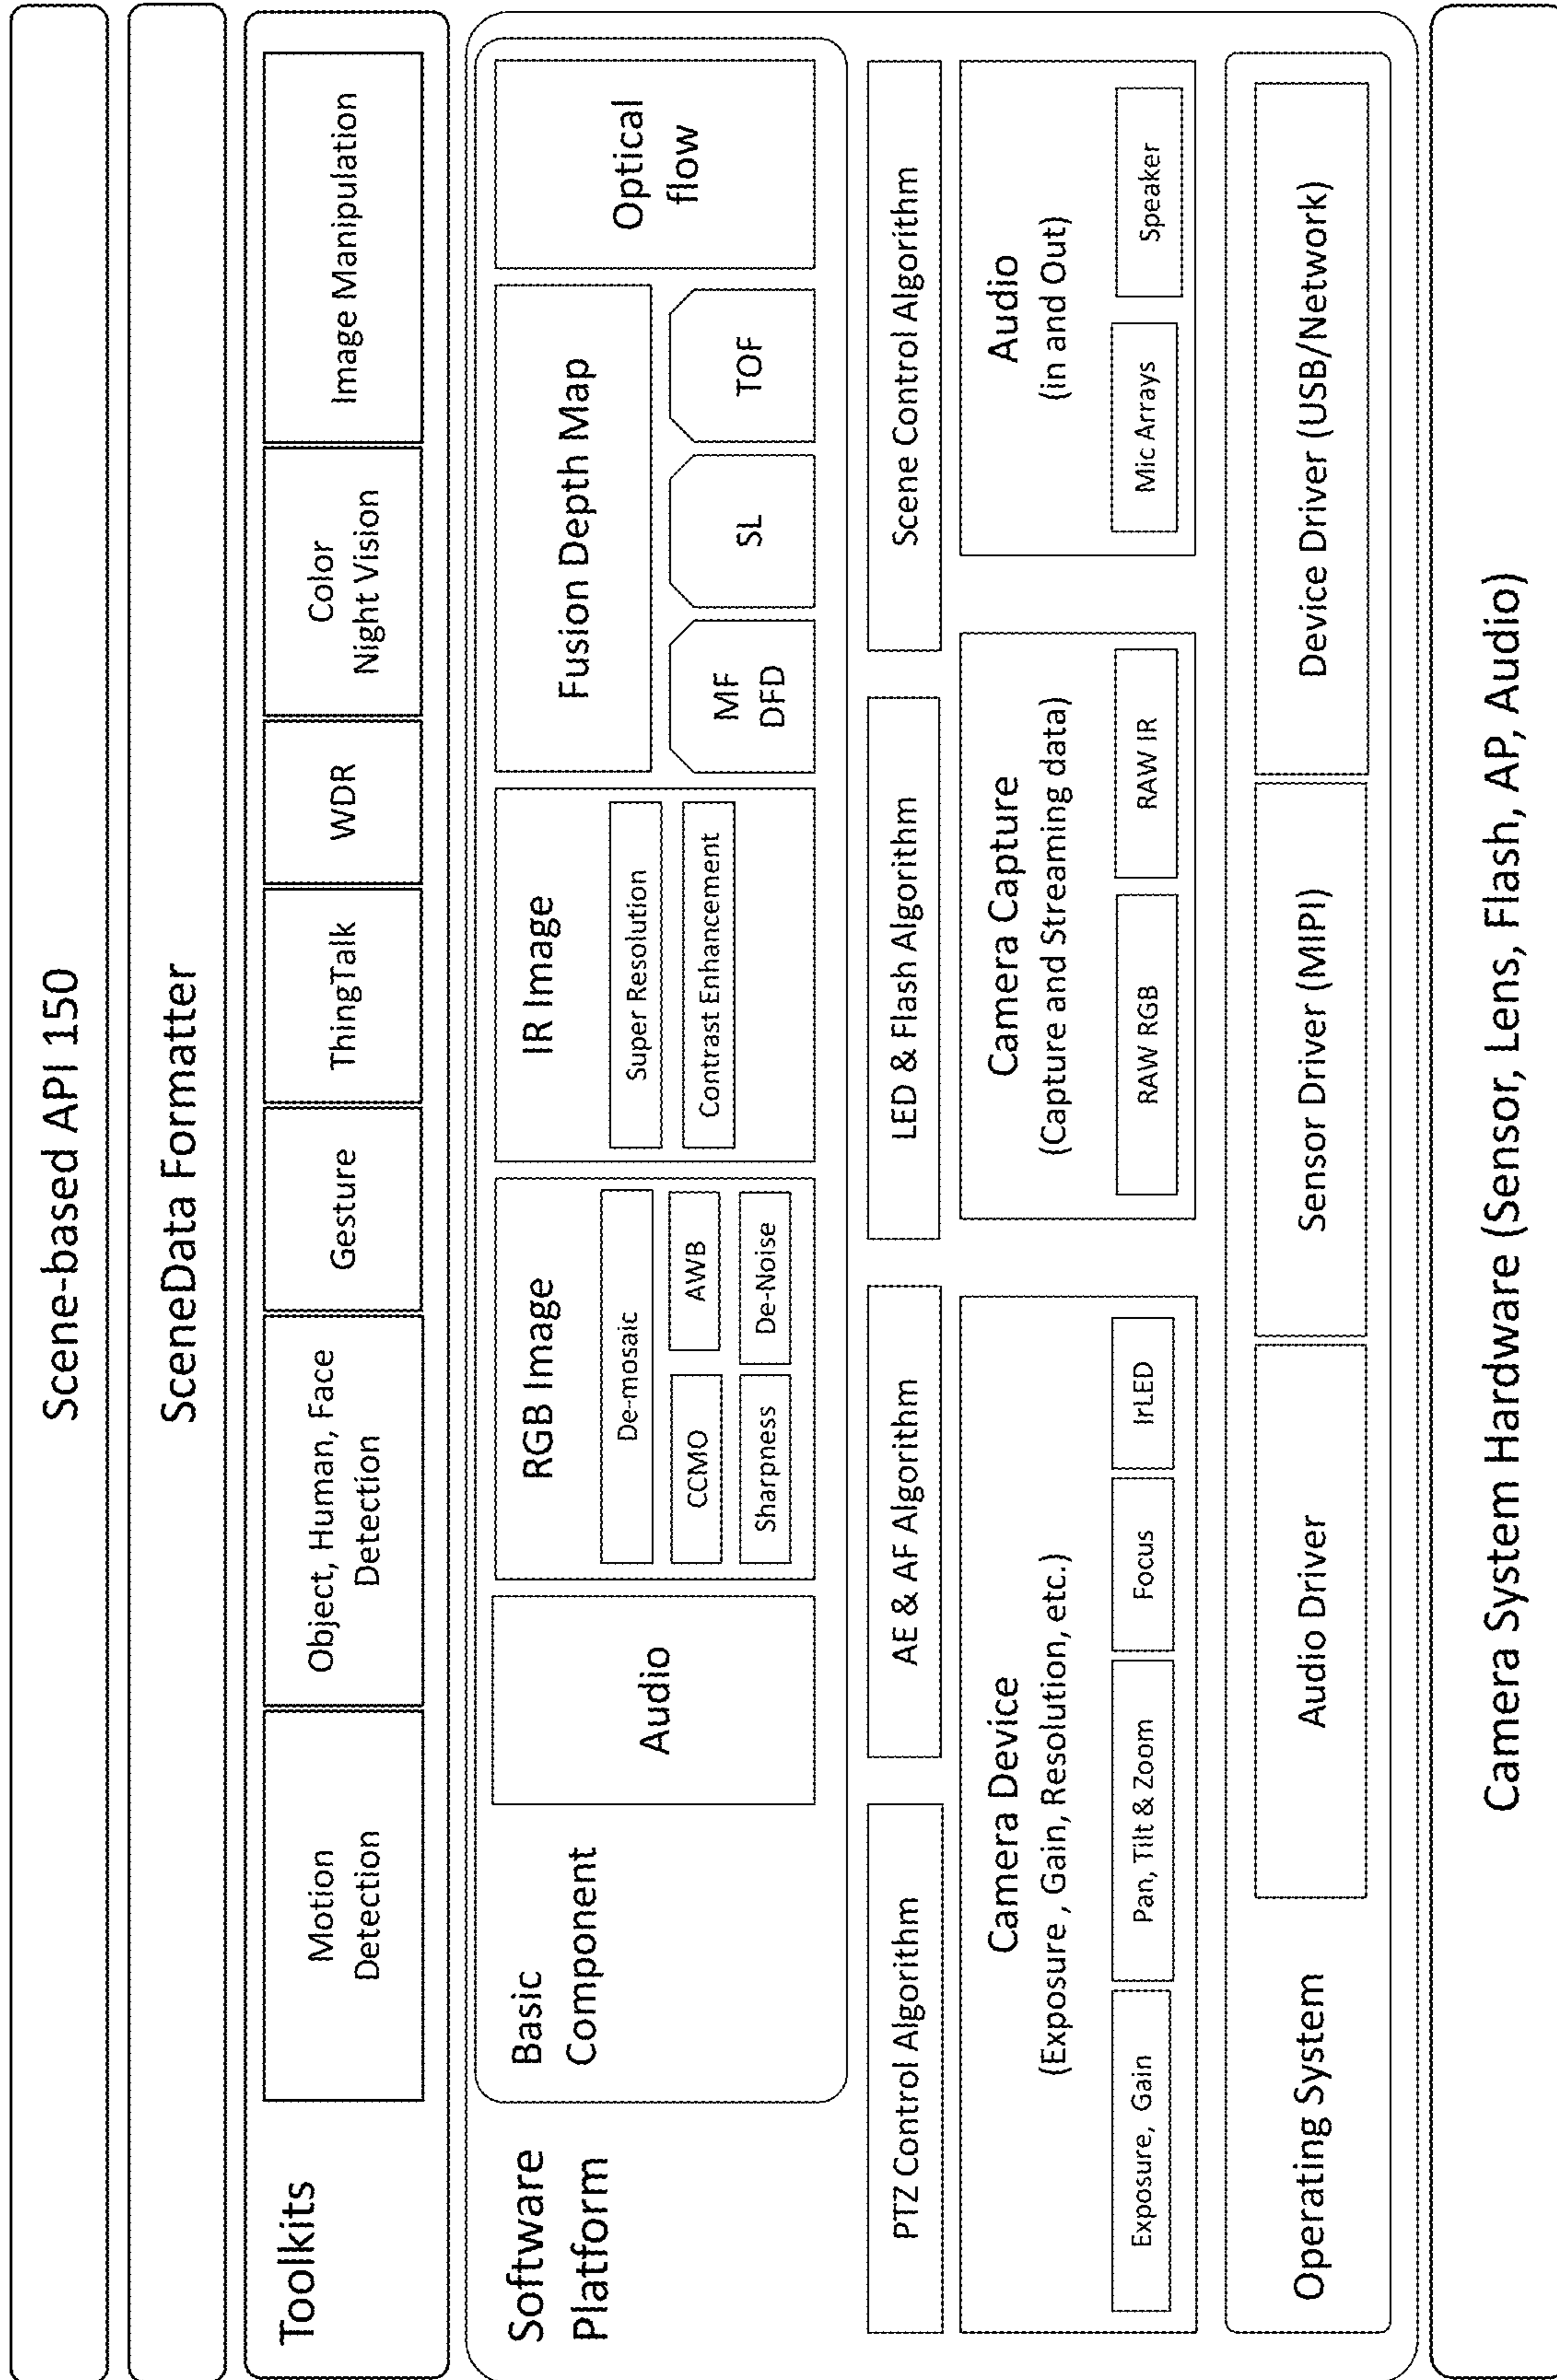 Scene-based API 150
SceneData Formatter
Toolkits
Motion
Detection
Object, Human, Face
Detection
Gesture
ThingTalk
WDR
Color
Night Vision
Image Manipulation
Software
Platform
Basic
Component
Audio
RGB Image
De-mosaic
CCMO
AWB
Sharpness
De-Noise
IR Image
Super Resolution
Contrast Enhancement
Fusion Depth Map
MF
DFD
SL
TOF
Optical
flow
PTZ Control Algorithm
AE & AF Algorithm
LED & Flash Algorithm
Scene Control Algorithm
Camera Device
(Exposure , Gain, Resolution, etc.)
Exposure, Gain
Pan, Tilt & Zoom
Focus
IrLED
Camera Capture
(Capture and Streaming data)
RAW RGB
RAW IR
Audio
(in and Out)
Mic Arrays
Speaker
Operating System
Audio Driver
Sensor Driver (MIPI)
Device Driver (USB/Network)
Camera System Hardware (Sensor, Lens, Flash, AP, Audio)